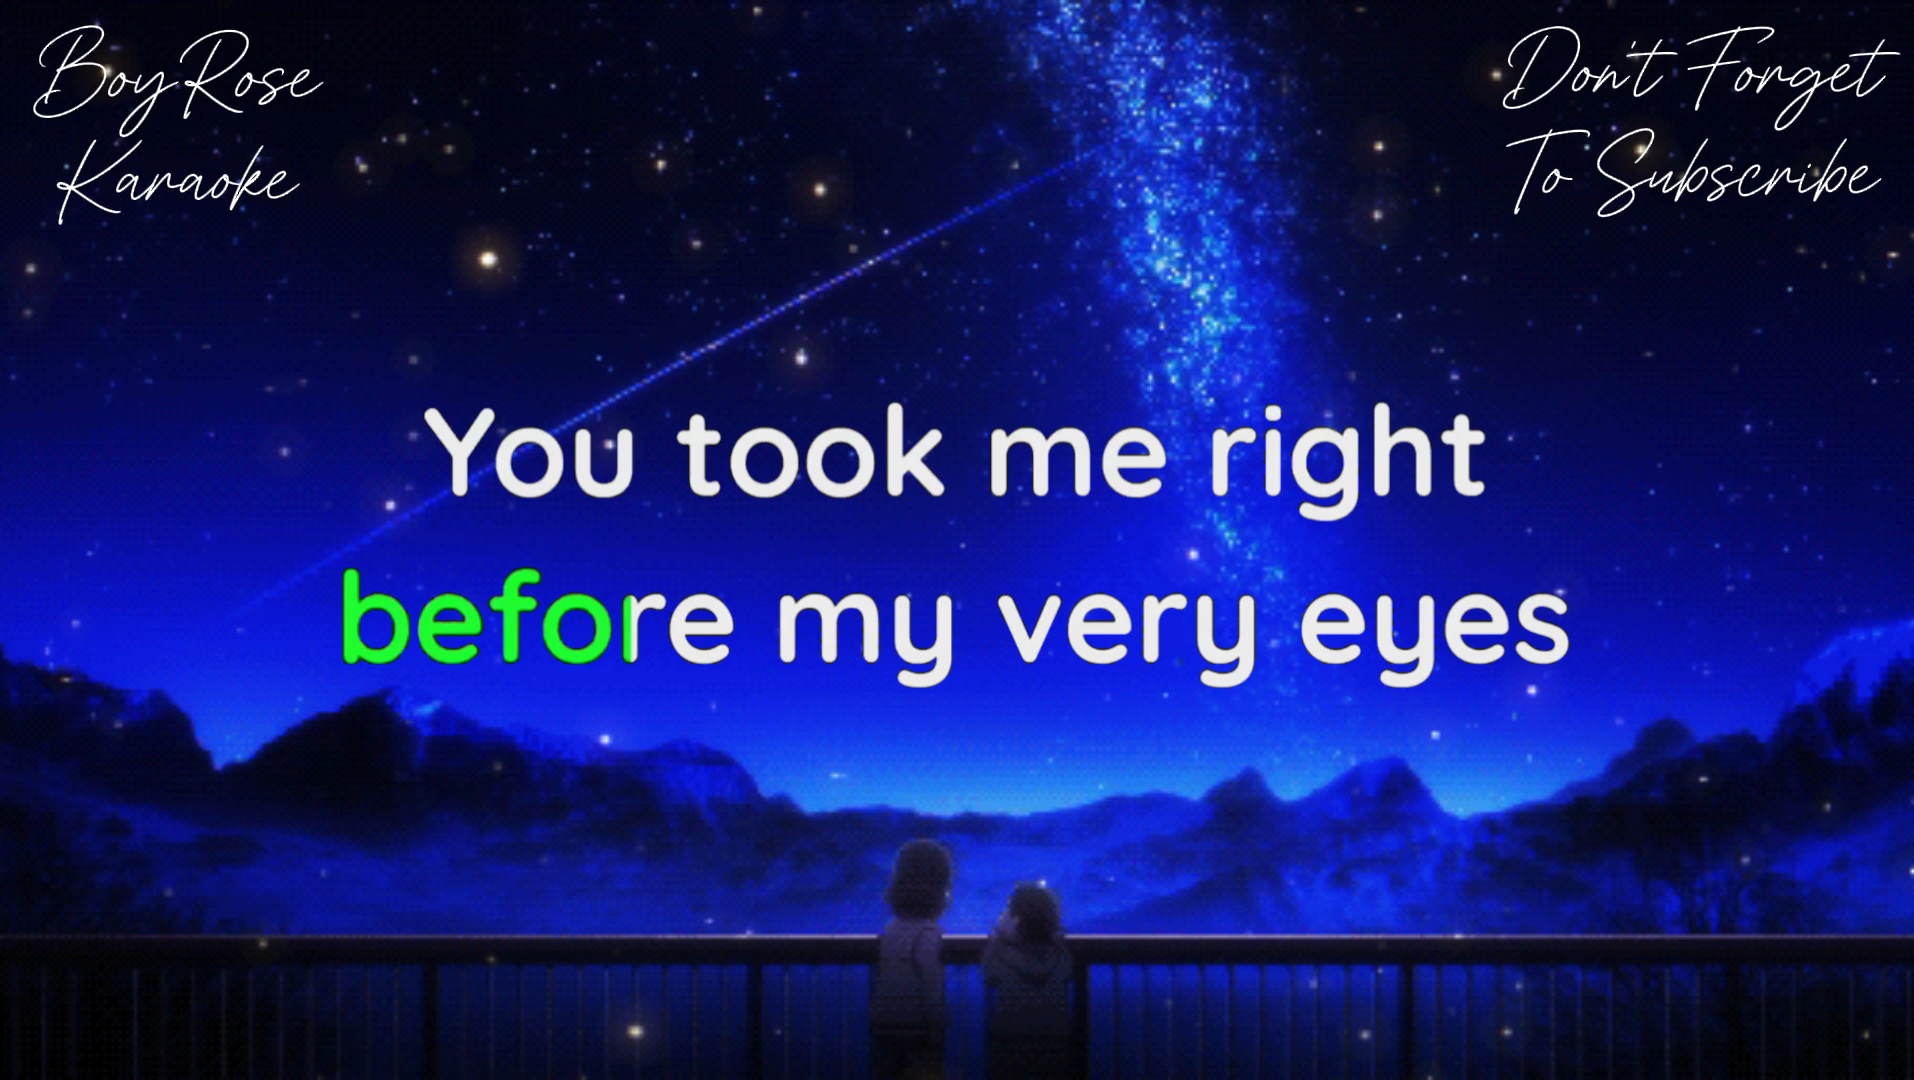 BoyRose
Karaoke
Don't Forget
To Subscribe
You took me right
before my very eyes